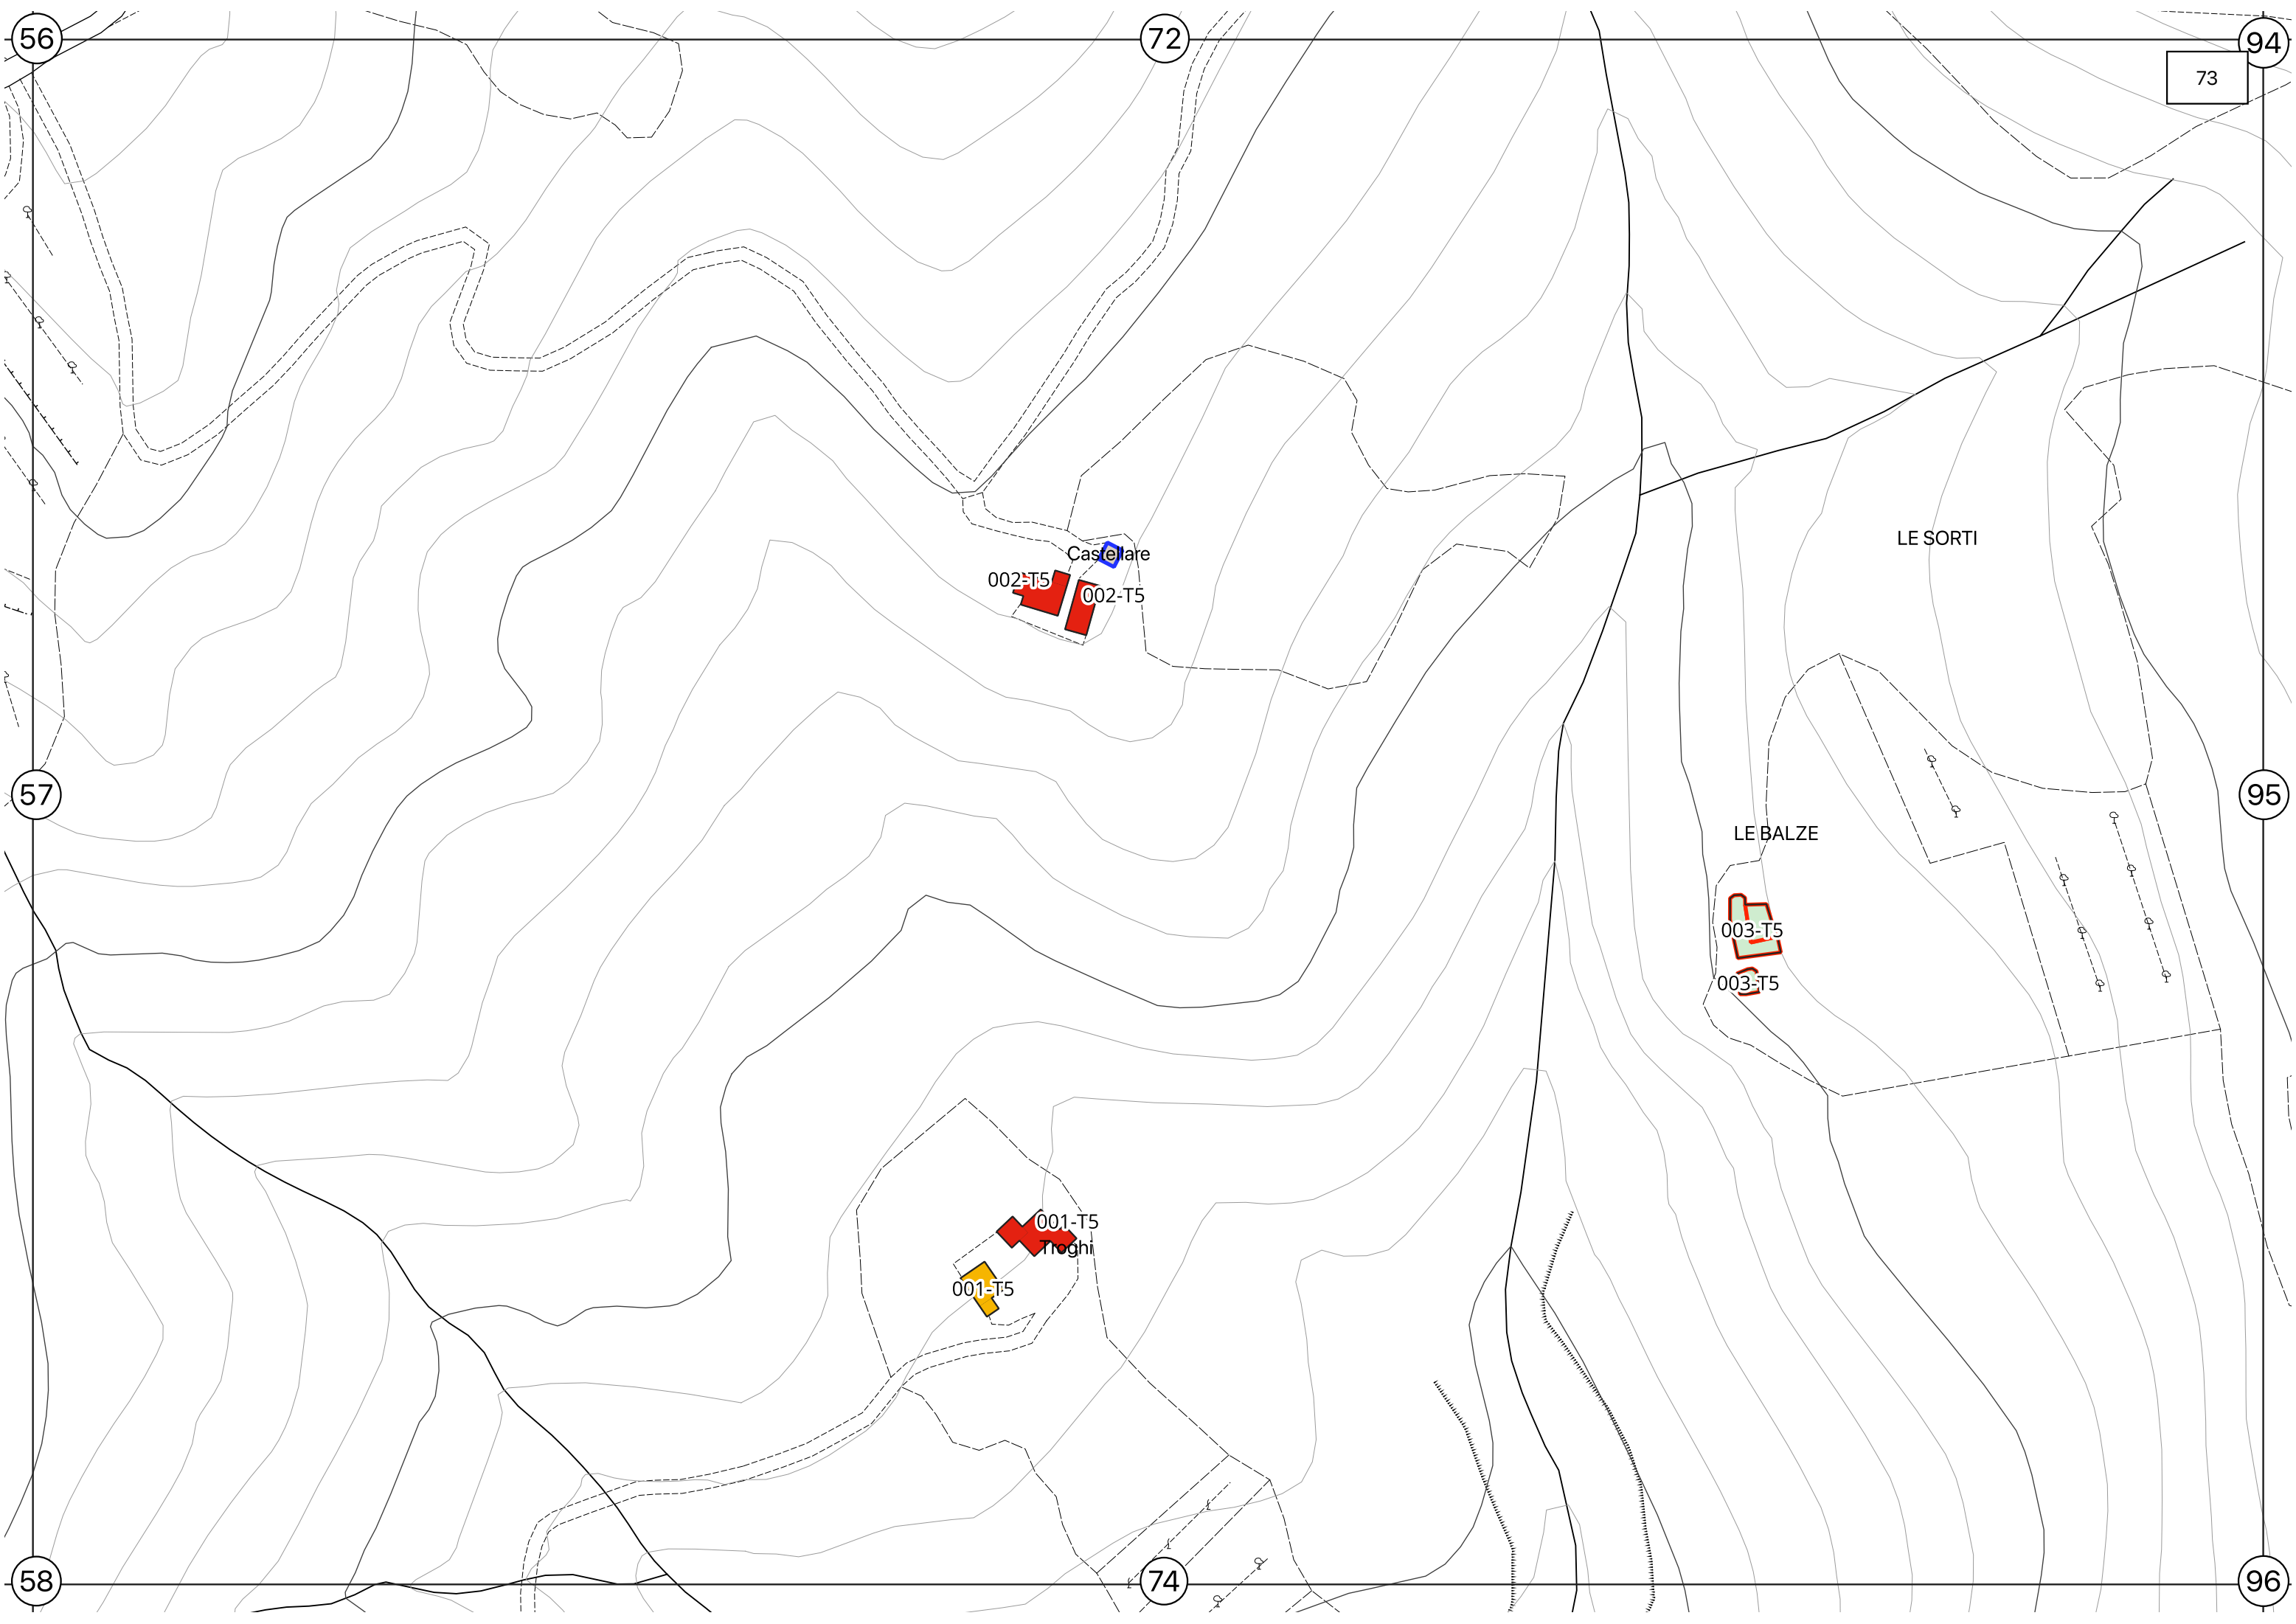 56
72
94
73
Castellare
002-T5
002-T5
LE SORTI
57
95
LE BALZE
003-T5
003-T5
001-T5
Troghi
001-T5
58
74
96